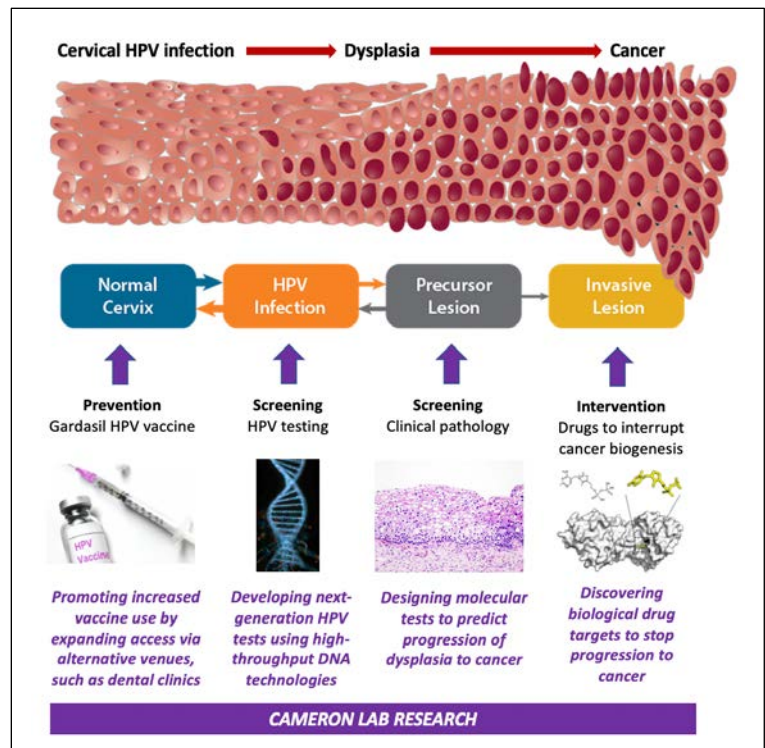 Cervical HPV infection Dysplasia Cancer
Normal
Cervix
HPV
Infection
Precursor
Lesion
Invasive
Lesion
Prevention
Gardasil HPV vaccine
Screening
HPV testing
Screening
Clinical pathology
Intervention
Drugs to interrupt
cancer biogenesis
HPV
Vaccine
Promoting increased
vaccine use by
expanding access via
alternative venues,
such as dental clinics
Developing next-
generation HPV
tests using high-
throughput DNA
technologies
Designing molecular
tests to predict
progression of
dysplasia to cancer
Discovering
biological drug
targets to stop
progression to
cancer
CAMERON LAB RESEARCH